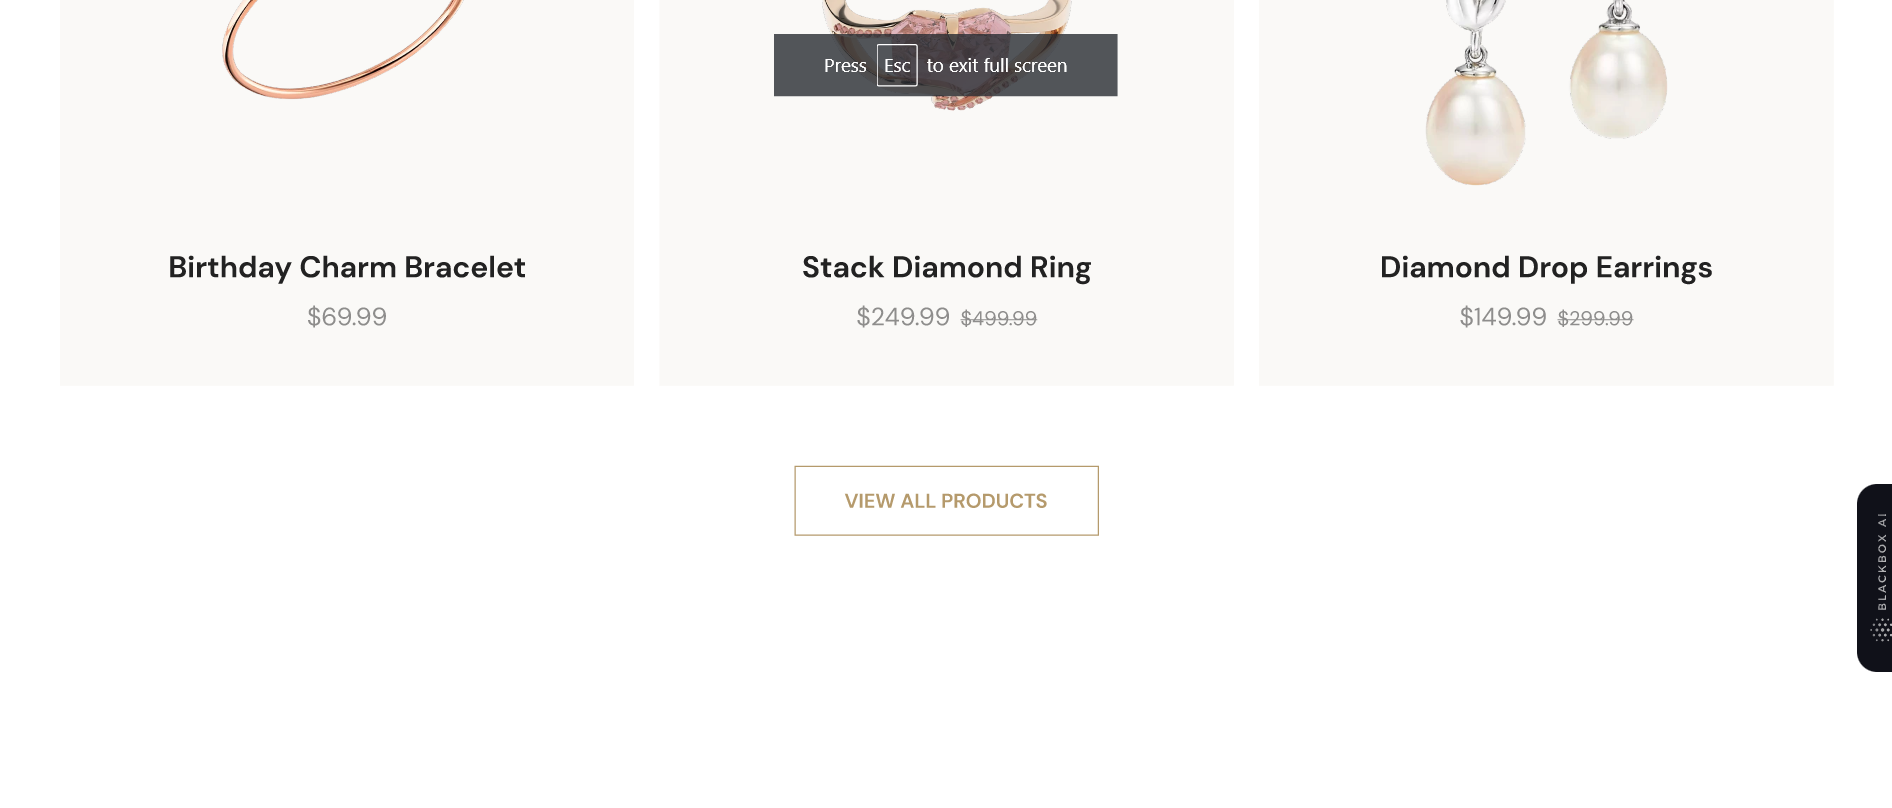 Press Esc to exit full screen
Birthday Charm Bracelet
$69.99
Stack Diamond Ring
$249.99 $499.99
Diamond Drop Earrings
$149.99 $299.99
VIEW ALL PRODUCTS
BLACKBOX AI